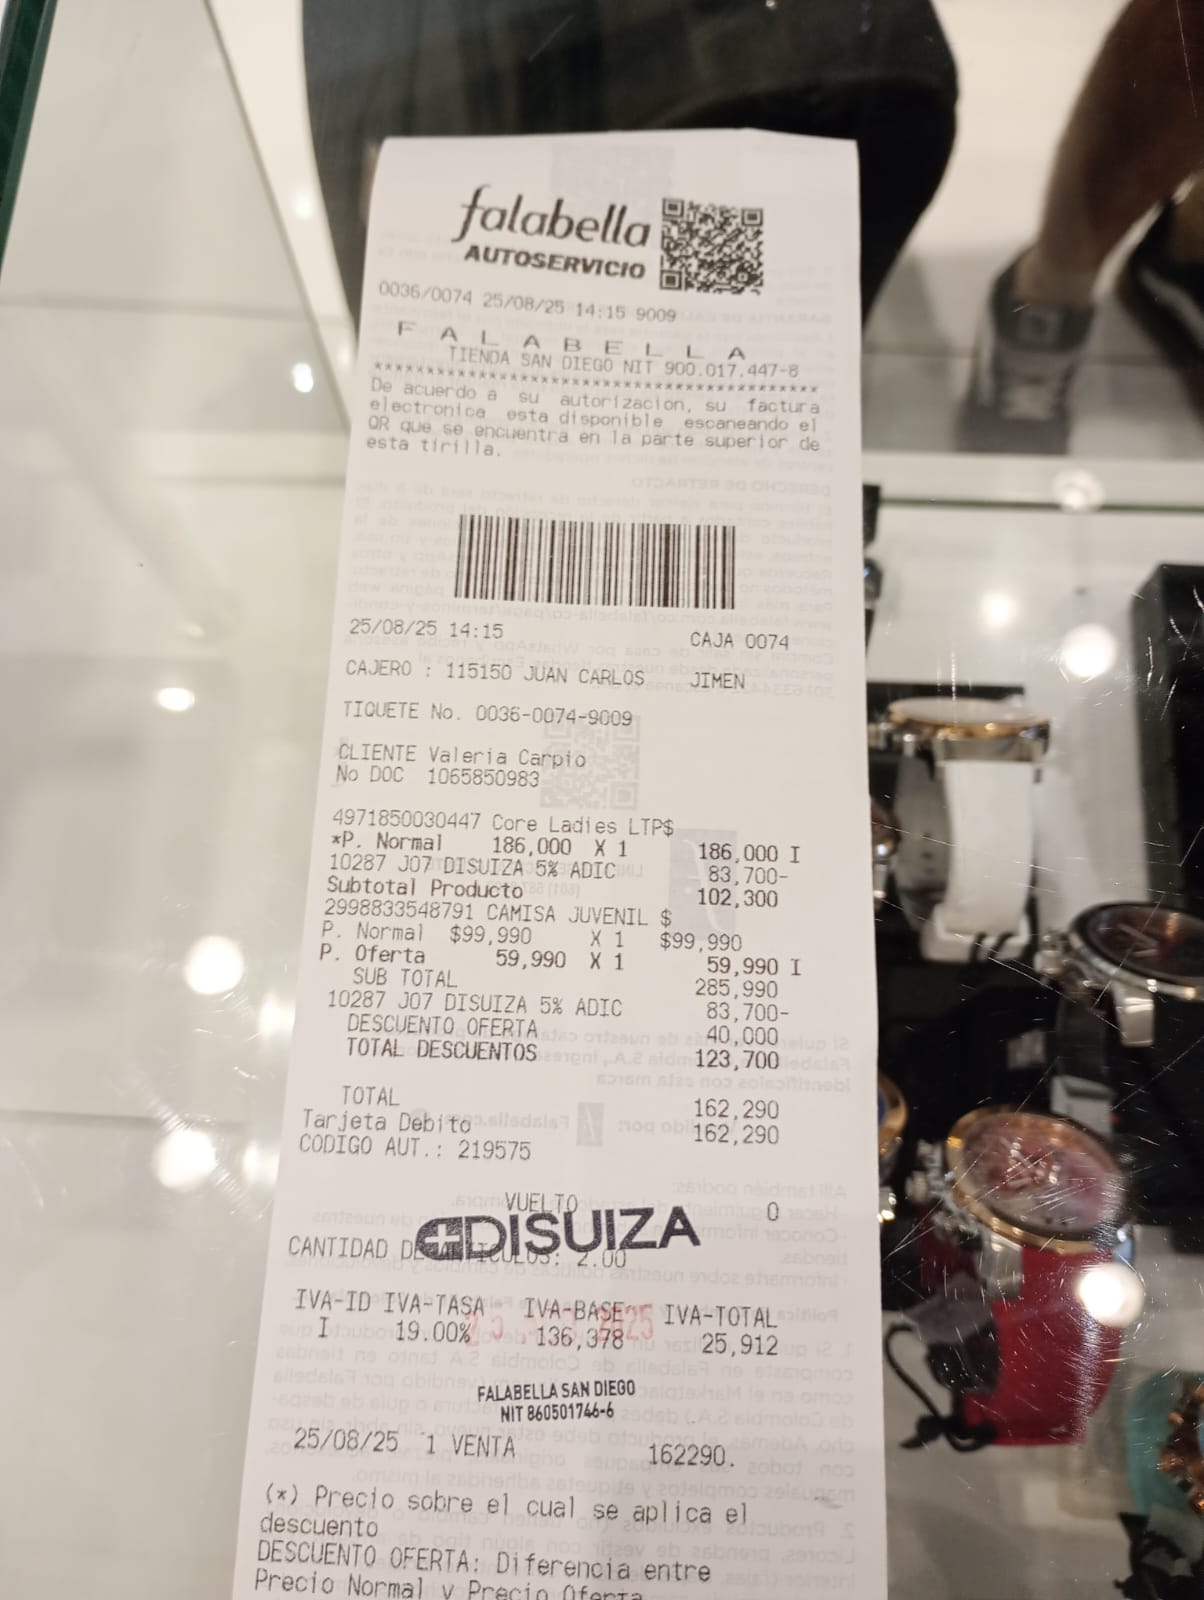 falabella
AUTOSERVICIO
0036/0074 25/08/25 14:15 9009
F A L A B E L L A
TIENDA SAN DIEGO NIT 900.017.447-8
******************************************
De acuerdo a su autorizacion, su factura
electronica esta disponible escaneando el
QR que se encuentra en la parte superior de
esta tirilla.
25/08/25 14:15 CAJA 0074
CAJERO : 115150 JUAN CARLOS JIMEN
TIQUETE No. 0036-0074-9009
CLIENTE Valeria Carpio
No DOC 1065850983
4971850030447 Core Ladies LTP$
*P. Normal 186,000 X 1 186,000 I
10287 J07 DISUIZA 5% ADIC 83,700-
Subtotal Producto 102,300
2998833548791 CAMISA JUVENIL $
P. Normal $99,990 X 1 $99,990
P. Oferta 59,990 X 1 59,990 I
SUB TOTAL 285,990
10287 J07 DISUIZA 5% ADIC 83,700-
DESCUENTO OFERTA 40,000
TOTAL DESCUENTOS 123,700
TOTAL 162,290
Tarjeta Debito 162,290
CODIGO AUT.: 219575
VUELTO 0
DISUIZA
CANTIDAD DE ARTICULOS: 2.00
IVA-ID IVA-TASA IVA-BASE IVA-TOTAL
I 19.00% 136,378 25,912
2025
FALABELLA SAN DIEGO
NIT 860501746-6
25/08/25 1 VENTA 162290.
(*) Precio sobre el cual se aplica el
descuento
DESCUENTO OFERTA: Diferencia entre
Precio Normal y Precio Oferta